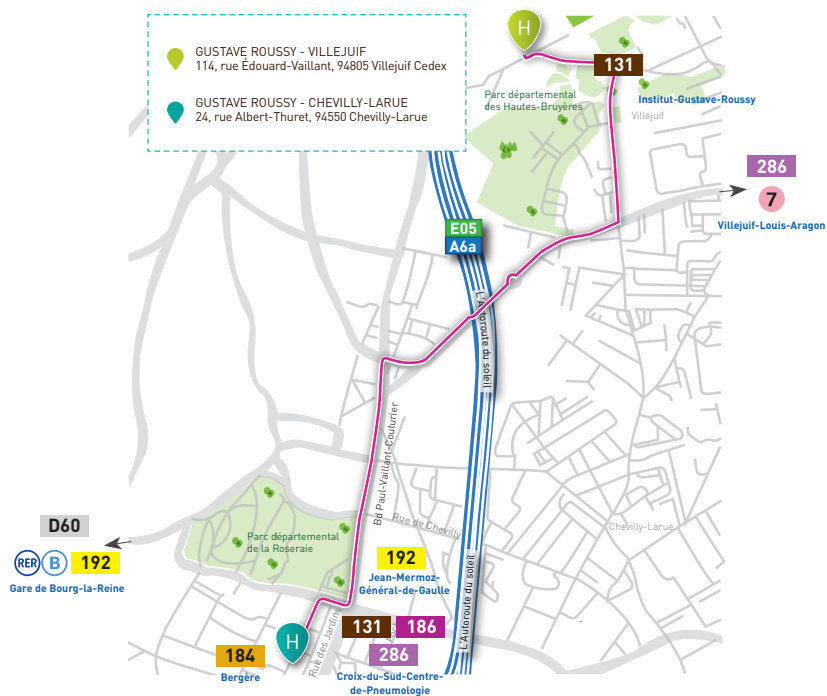 H
GUSTAVE ROUSSY - VILLEJUIF
114, rue Édouard-Vaillant, 94805 Villejuif Cedex
GUSTAVE ROUSSY - CHEVILLY-LARUE
24, rue Albert-Thuret, 94550 Chevilly-Larue
131
Parc départemental
des Hautes-Bruyères
Institut-Gustave-Roussy
Villejuif
286
7
Villejuif-Louis-Aragon
E05
A6a
L'Autoroute du soleil
Bd Paul-Vaillant-Couturier
Rue de Chevilly
Chevilly-Larue
D60
RER B 192
Gare de Bourg-la-Reine
Parc départemental
de la Roseraie
192
Jean-Mermoz-
Général-de-Gaulle
L'Autoroute du soleil
H
Rue des Jardins
131 186
286
Croix-du-Sud-Centre-
de-Pneumologie
184
Bergère